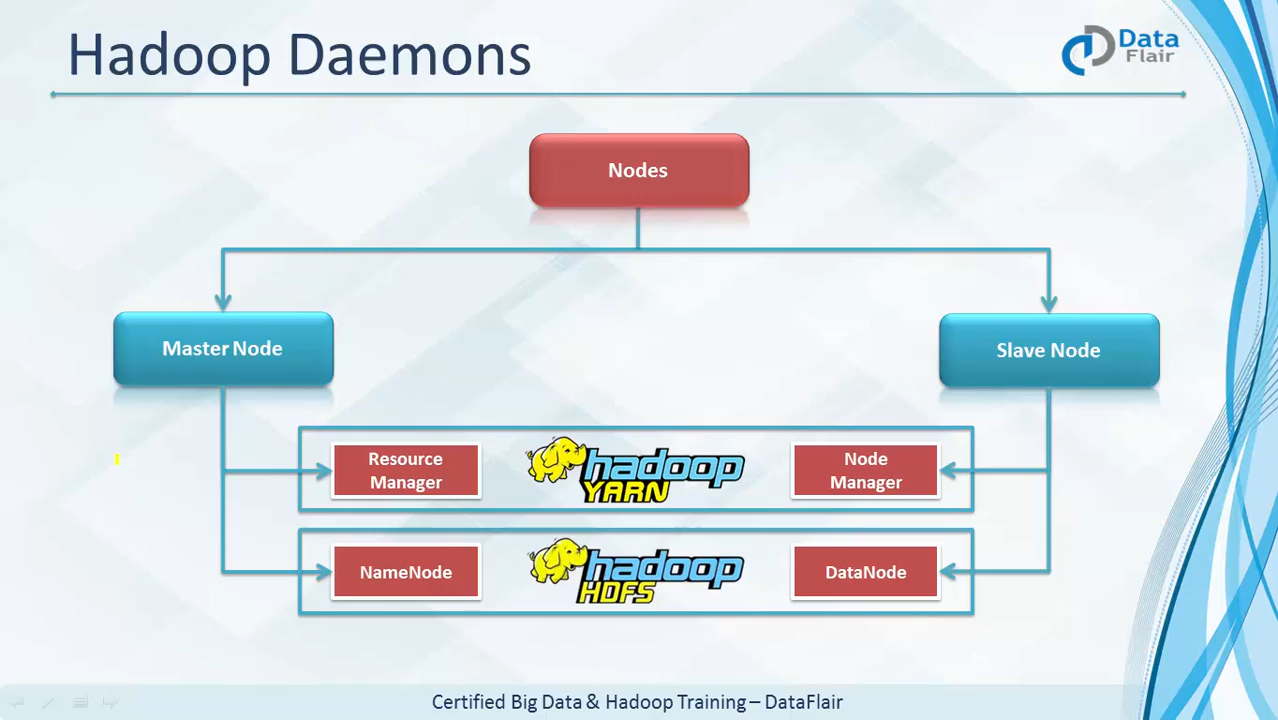 Hadoop Daemons
Data
Flair
Nodes
Master Node
Slave Node
Resource
Manager
hadoop
YARN
Node
Manager
NameNode
hadoop
HDFS
DataNode
Certified Big Data & Hadoop Training – DataFlair